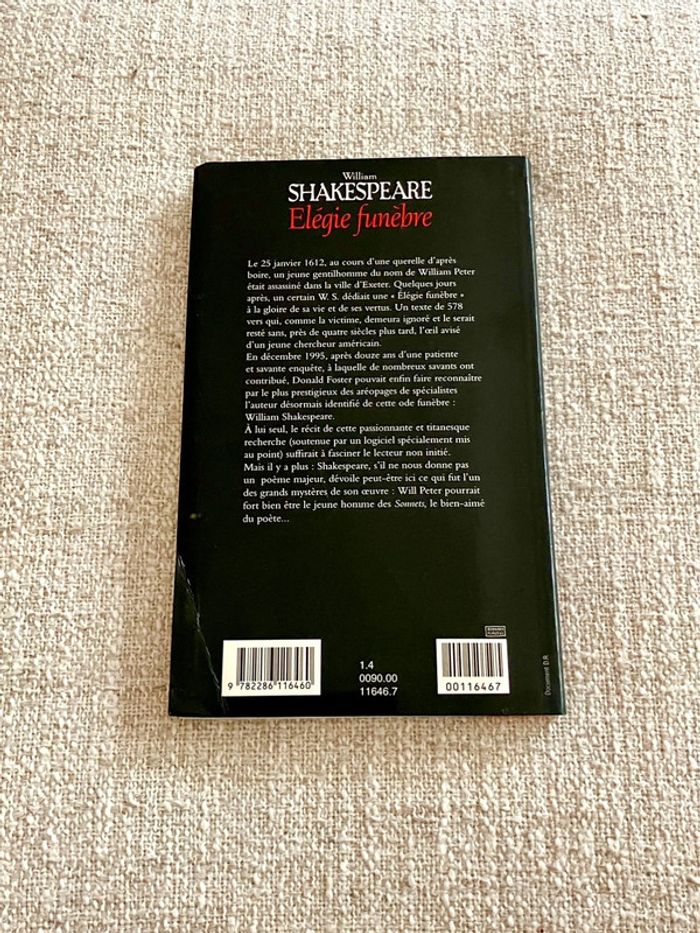 William
SHAKESPEARE
Elégie funèbre
Le 25 janvier 1612, au cours d'une querelle d'après
boire, un jeune gentilhomme du nom de William Peter
était assassiné dans la ville d'Exeter. Quelques jours
après, un certain W. S. dédiait une « Élégie funèbre »
à la gloire de sa vie et de ses vertus. Un texte de 578
vers qui, comme la victime, demeura ignoré et le serait
resté sans, près de quatre siècles plus tard, l'œil avisé
d'un jeune chercheur américain.
En décembre 1995, après douze ans d'une patiente
et savante enquête, à laquelle de nombreux savants ont
contribué, Donald Foster pouvait enfin faire reconnaître
par le plus prestigieux des aréopages de spécialistes
l'auteur désormais identifié de cette ode funèbre :
William Shakespeare.
À lui seul, le récit de cette passionnante et titanesque
recherche (soutenue par un logiciel spécialement mis
au point) suffirait à fasciner le lecteur non initié.
Mais il y a plus : Shakespeare, s'il ne nous donne pas
un poème majeur, dévoile peut-être ici ce qui fut l'un
des grands mystères de son œuvre : Will Peter pourrait
fort bien être le jeune homme des Sonnets, le bien-aimé
du poète...
9 782286 116460
1.4
0090.00
11646.7
00116467
Document D.R.